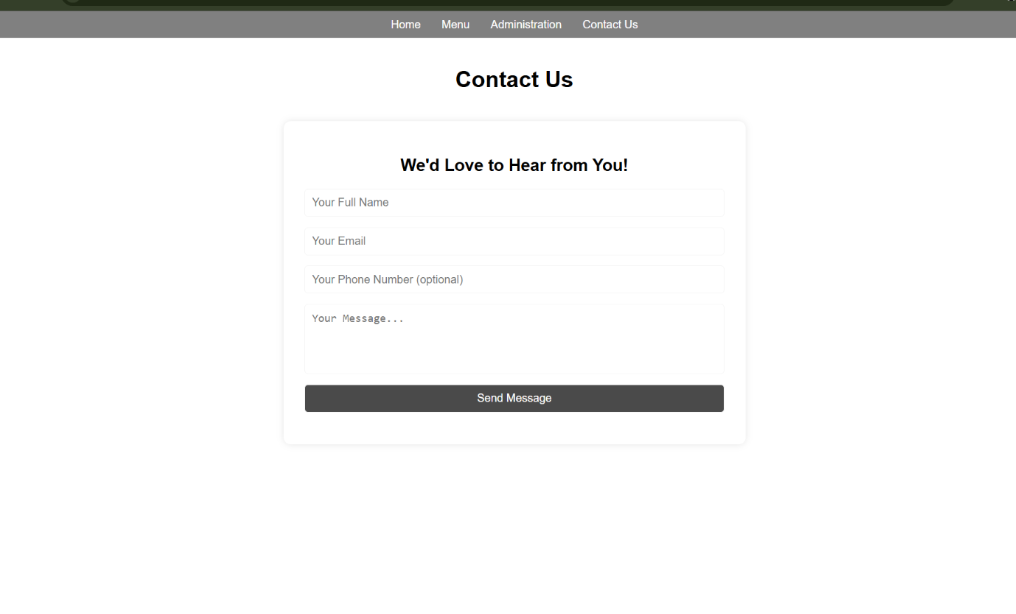 Home Menu Administration Contact Us
Contact Us
We'd Love to Hear from You!
Your Full Name
Your Email
Your Phone Number (optional)
Your Message...
Send Message